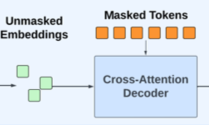 Unmasked
Embeddings
Masked Tokens
Cross-Attention
Decoder